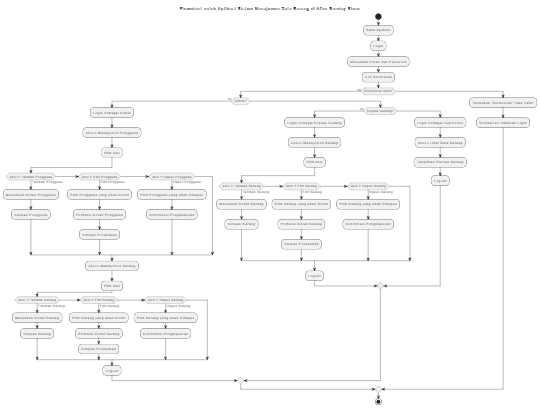 Flowchart untuk Aplikasi Sistem Manajemen Data Barang di Atlas Sunday Store
Buka Aplikasi
Login
Masukkan Email dan Password
Cek Kredensial
Kredensial Valid?
Admin?
Kepala Gudang?
Tampilkan "Kredensial Tidak Valid"
Kembali ke Halaman Login
Login Sebagai Admin
Akses Manajemen Pengguna
Pilih Aksi
Login Sebagai Kepala Gudang
Akses Manajemen Barang
Pilih Aksi
Login Sebagai Supervisor
Akses Lihat Data Barang
Tampilkan Rincian Barang
Logout
Aksi = Tambah Pengguna
Aksi = Edit Pengguna
Aksi = Hapus Pengguna
Tambah Pengguna
Edit Pengguna
Hapus Pengguna
Masukkan Detail Pengguna
Pilih Pengguna yang akan Diedit
Pilih Pengguna yang akan Dihapus
Simpan Pengguna
Perbarui Detail Pengguna
Konfirmasi Penghapusan
Simpan Perubahan
Aksi = Tambah Barang
Aksi = Edit Barang
Aksi = Hapus Barang
Tambah Barang
Edit Barang
Hapus Barang
Masukkan Detail Barang
Pilih Barang yang akan Diedit
Pilih Barang yang akan Dihapus
Simpan Barang
Perbarui Detail Barang
Konfirmasi Penghapusan
Simpan Perubahan
Logout
Akses Manajemen Barang
Pilih Aksi
Aksi = Tambah Barang
Aksi = Edit Barang
Aksi = Hapus Barang
Tambah Barang
Edit Barang
Hapus Barang
Masukkan Detail Barang
Pilih Barang yang akan Diedit
Pilih Barang yang akan Dihapus
Simpan Barang
Perbarui Detail Barang
Konfirmasi Penghapusan
Simpan Perubahan
Logout